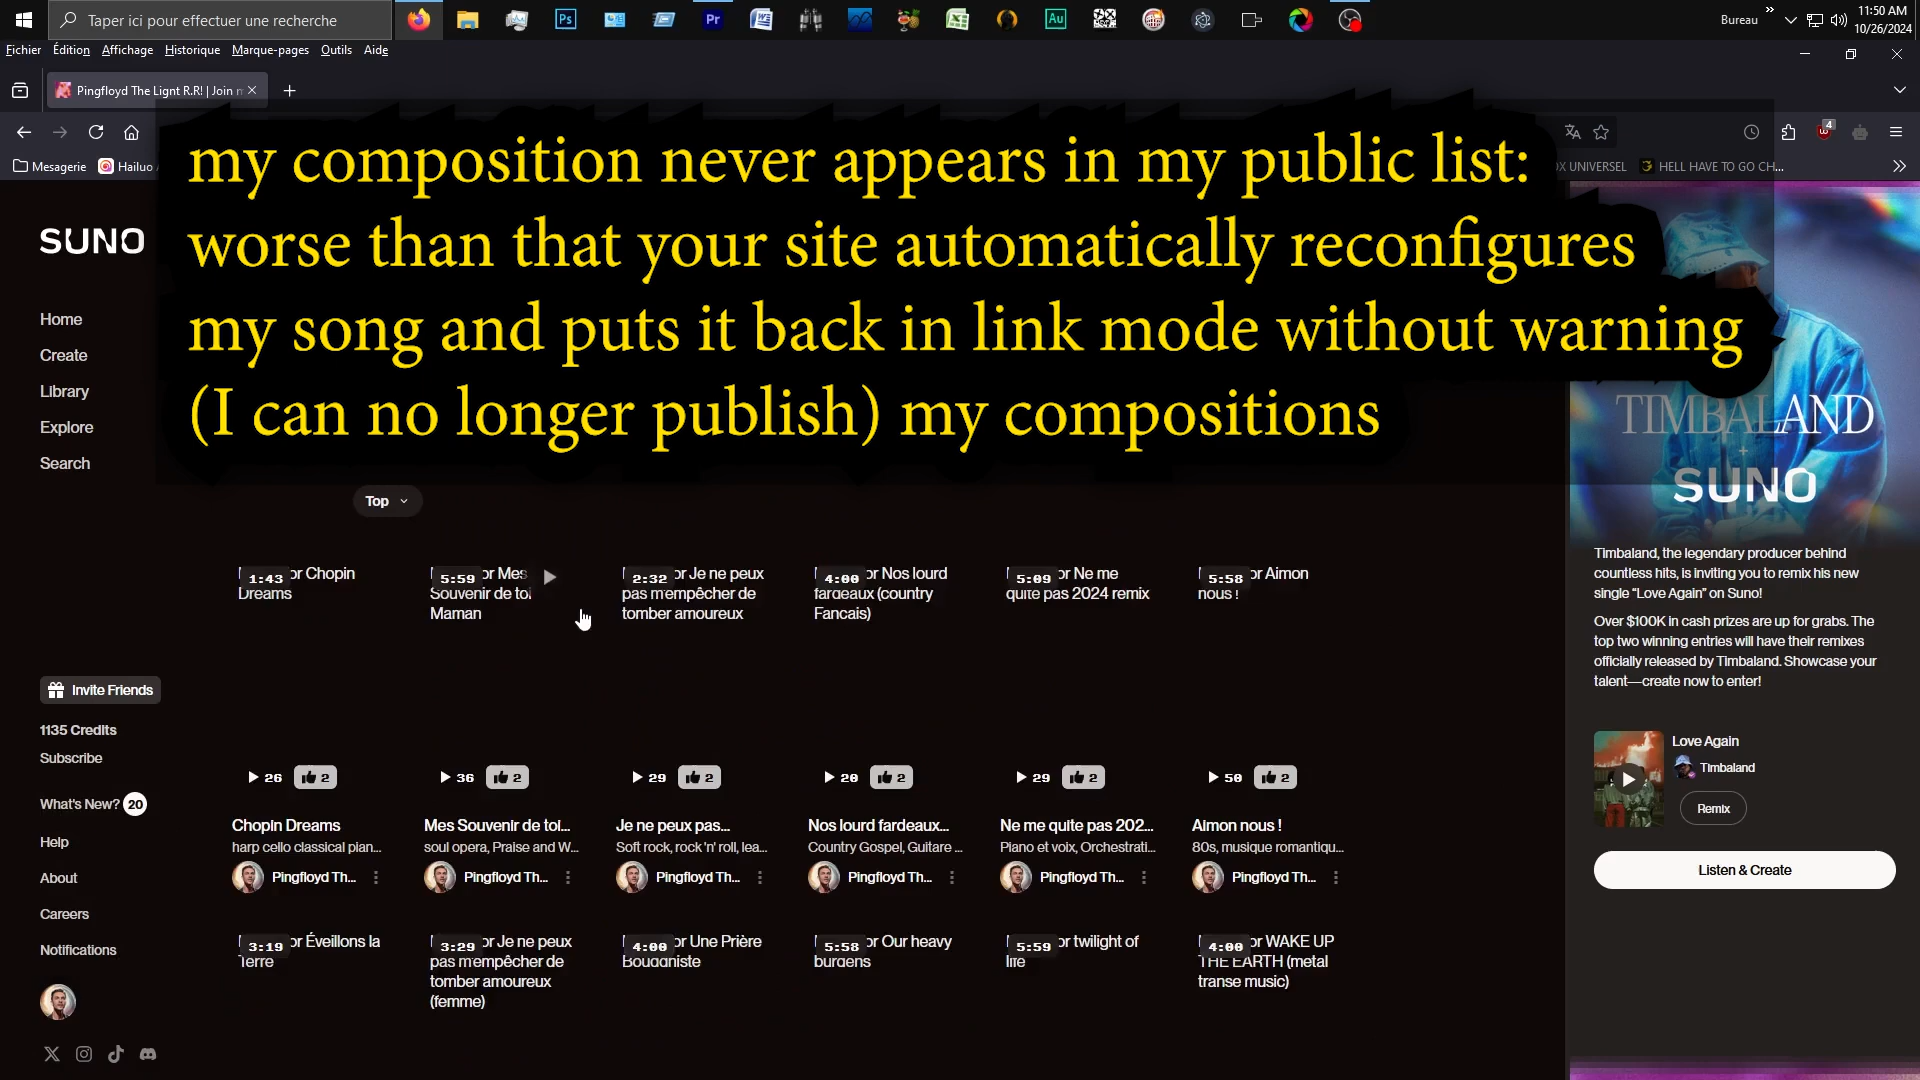 Taper ici pour effectuer une recherche
Bureau
11:50 AM
10/26/2024
Fichier Édition Affichage Historique Marque-pages Outils Aide
Pingfloyd The Lignt R.R! | Join
4
Mesagerie
Hailuo
UNIVERSEL
HELL HAVE TO GO CH...
my composition never appears in my public list:
worse than that your site automatically reconfigures
my song and puts it back in link mode without warning
(I can no longer publish) my compositions
SUNO
Home
Create
Library
Explore
Search
Invite Friends
1135 Credits
Subscribe
What's New? 20
Help
About
Careers
Notifications
Top
1:43 or Chopin
Dreams
5:59 or Mes
Souvenir de toi
Maman
2:32 or Je ne peux
pas m'empêcher de
tomber amoureux
4:00 or Nos lourd
fardeaux (country
Fancais)
5:09 or Ne me
quite pas 2024 remix
5:58 or Aimon
nous !
26 2
36 2
29 2
20 2
29 2
50 2
Chopin Dreams
harp cello classical pian...
Pingfloyd Th...
Mes Souvenir de toi...
soul opera, Praise and W...
Pingfloyd Th...
Je ne peux pas...
Soft rock, rock 'n' roll, lea...
Pingfloyd Th...
Nos lourd fardeaux...
Country Gospel, Guitare ...
Pingfloyd Th...
Ne me quite pas 202...
Piano et voix, Orchestrati...
Pingfloyd Th...
Aimon nous !
80s, musique romantiqu...
Pingfloyd Th...
3:19 or Éveillons la
Terre
3:29 or Je ne peux
pas m'empêcher de
tomber amoureux
(femme)
4:00 or Une Prière
Bouddhiste
5:58 or Our heavy
burdens
5:59 or twilight of
life
4:00 or WAKE UP
THE EARTH (metal
transe music)
TIMBALAND
+
SUNO
Timbaland, the legendary producer behind
countless hits, is inviting you to remix his new
single “Love Again” on Suno!
Over $100K in cash prizes are up for grabs. The
top two winning entries will have their remixes
officially released by Timbaland. Showcase your
talent—create now to enter!
Love Again
Timbaland
Remix
Listen & Create